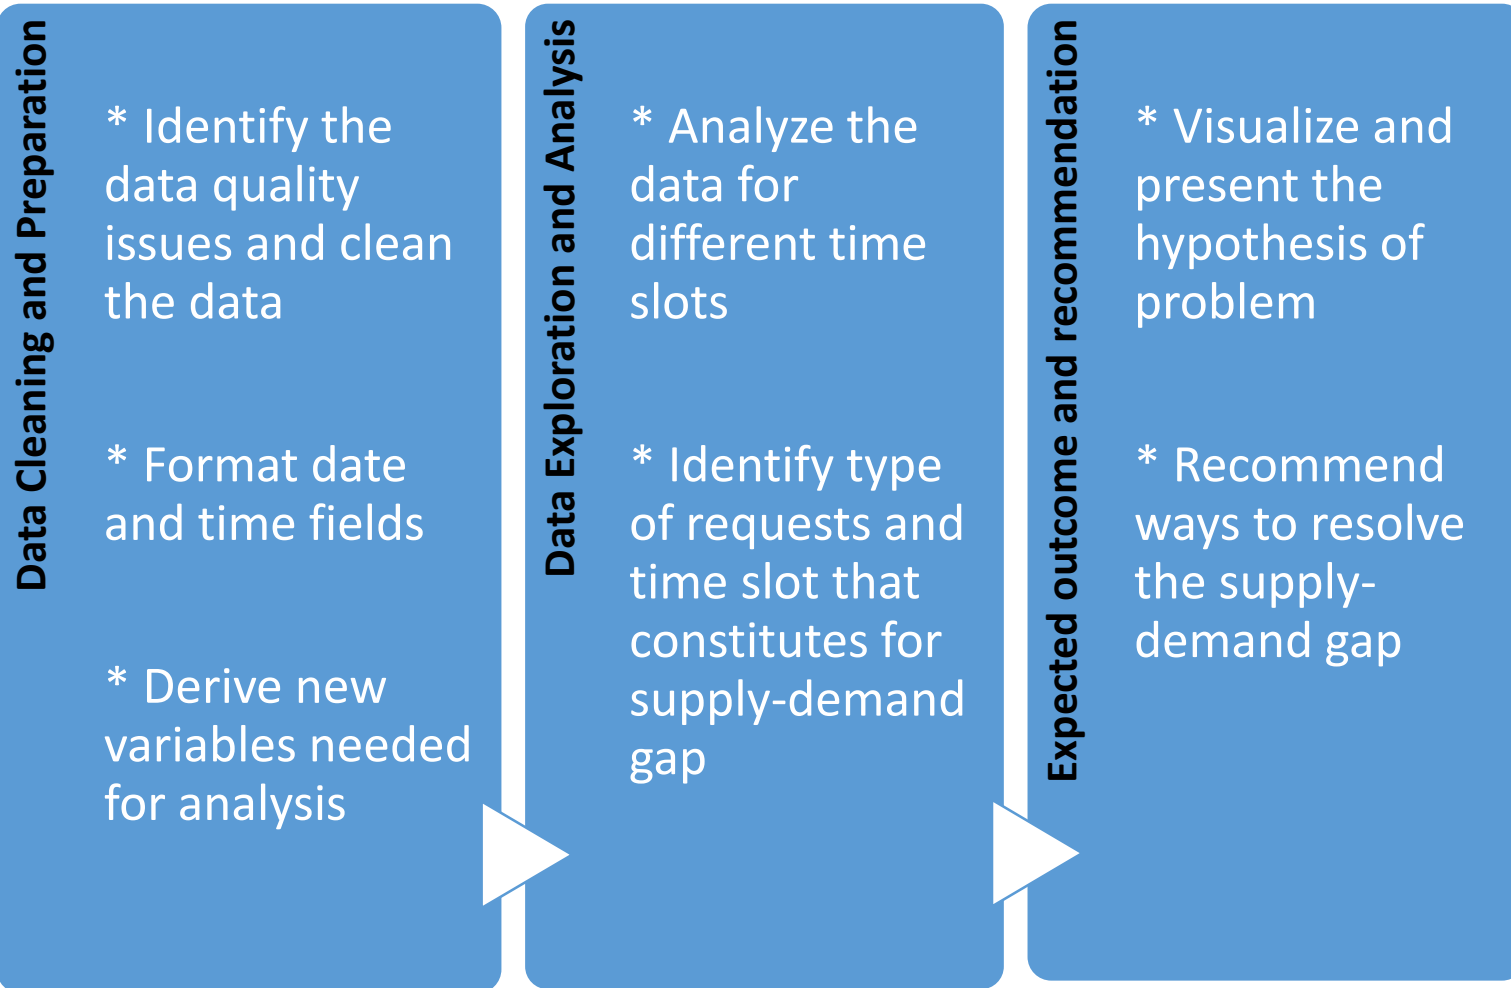 Data Cleaning and Preparation
* Identify the
data quality
issues and clean
the data
* Format date
and time fields
* Derive new
variables needed
for analysis
Data Exploration and Analysis
* Analyze the
data for
different time
slots
* Identify type
of requests and
time slot that
constitutes for
supply-demand
gap
Expected outcome and recommendation
* Visualize and
present the
hypothesis of
problem
* Recommend
ways to resolve
the supply-
demand gap